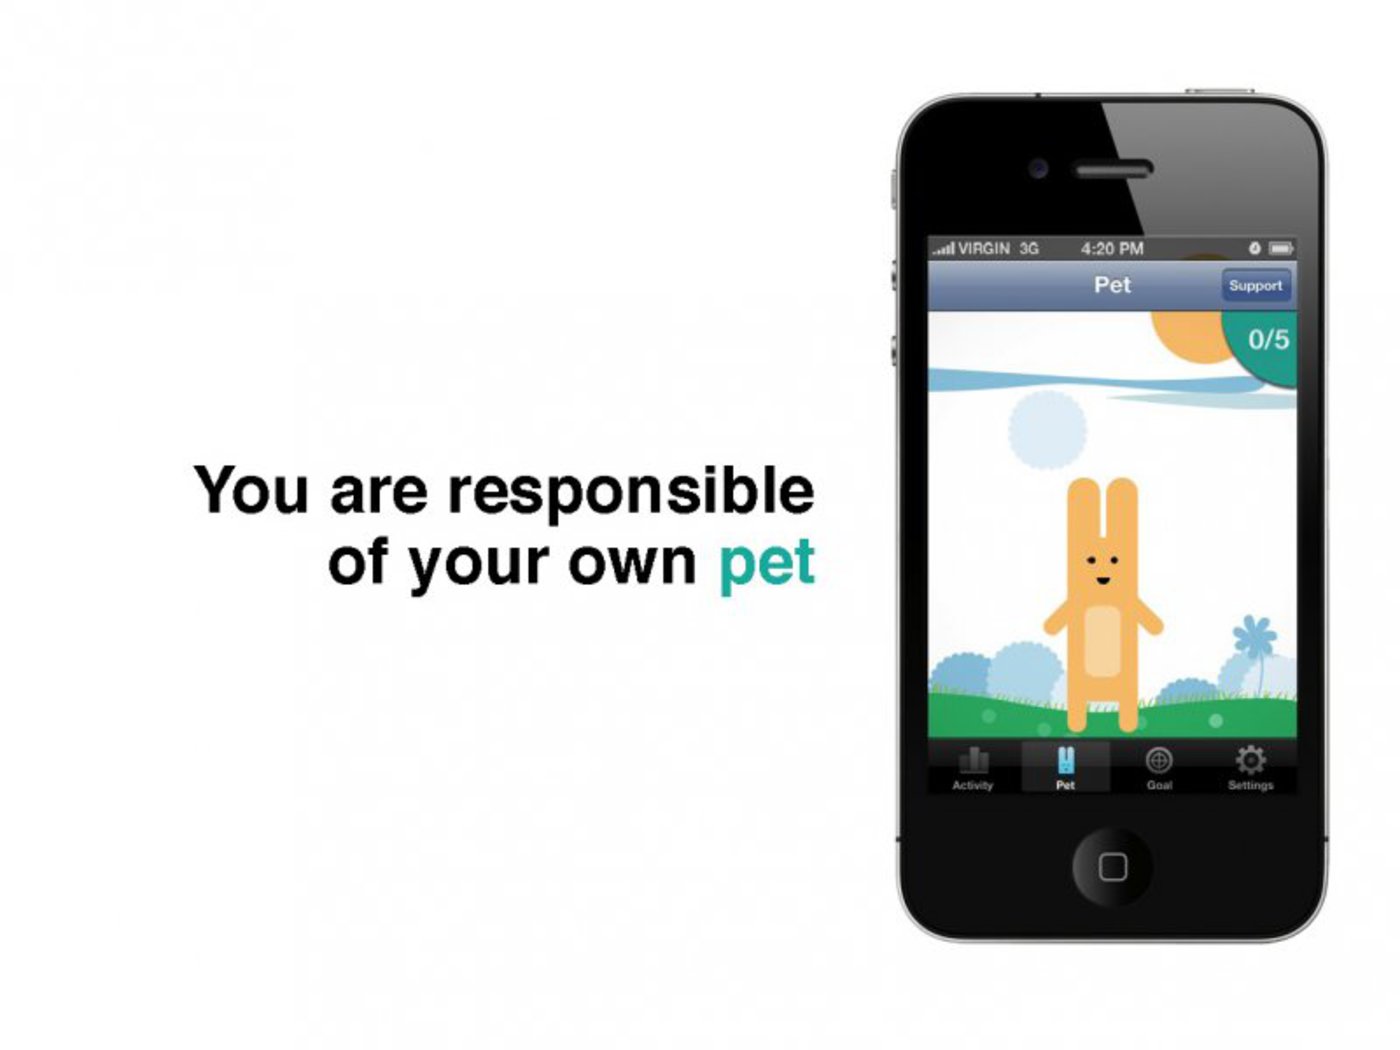 You are responsible
of your own pet
VIRGIN 3G 4:20 PM
Pet
Support
0/5
Activity
Pet
Goal
Settings